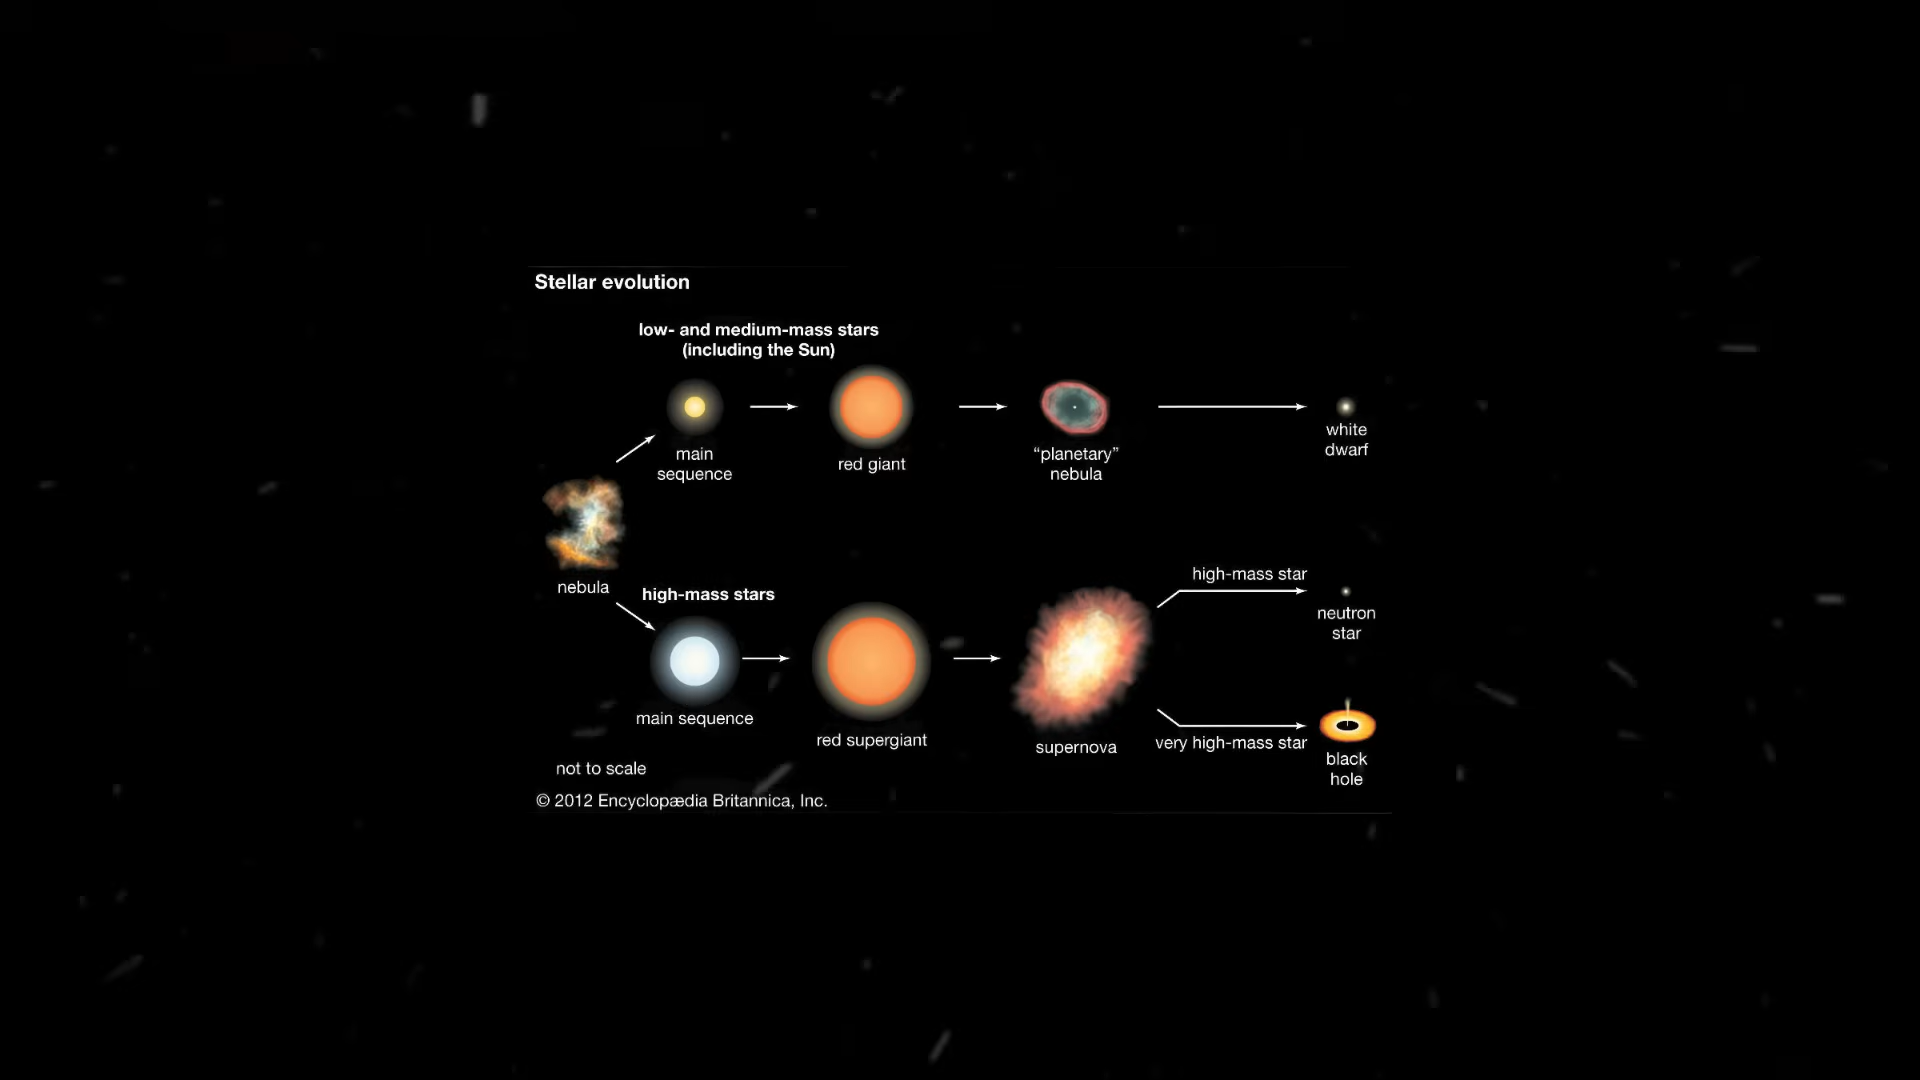 Stellar evolution
low- and medium-mass stars
(including the Sun)
main
sequence
red giant
“planetary”
nebula
white
dwarf
nebula
high-mass stars
main sequence
red supergiant
supernova
high-mass star
neutron
star
very high-mass star
black
hole
not to scale
© 2012 Encyclopædia Britannica, Inc.